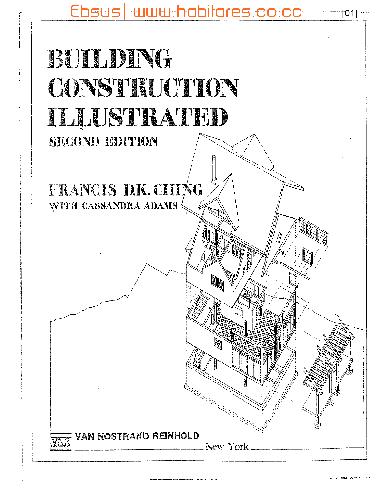 Ebsus| www.habitares.co.cc
BUILDING
CONSTRUCTION
ILLUSTRATED
SECOND EDITION
FRANCIS D.K. CHING
WITH CASSANDRA ADAMS
VAN NOSTRAND REINHOLD
New York